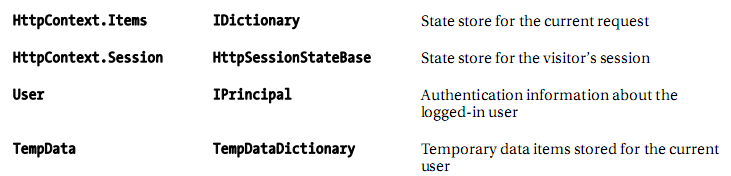 HttpContext.Items IDictionary State store for the current request
HttpContext.Session HttpSessionStateBase State store for the visitor's session
User IPrincipal Authentication information about the
logged-in user
TempData TempDataDictionary Temporary data items stored for the current
user